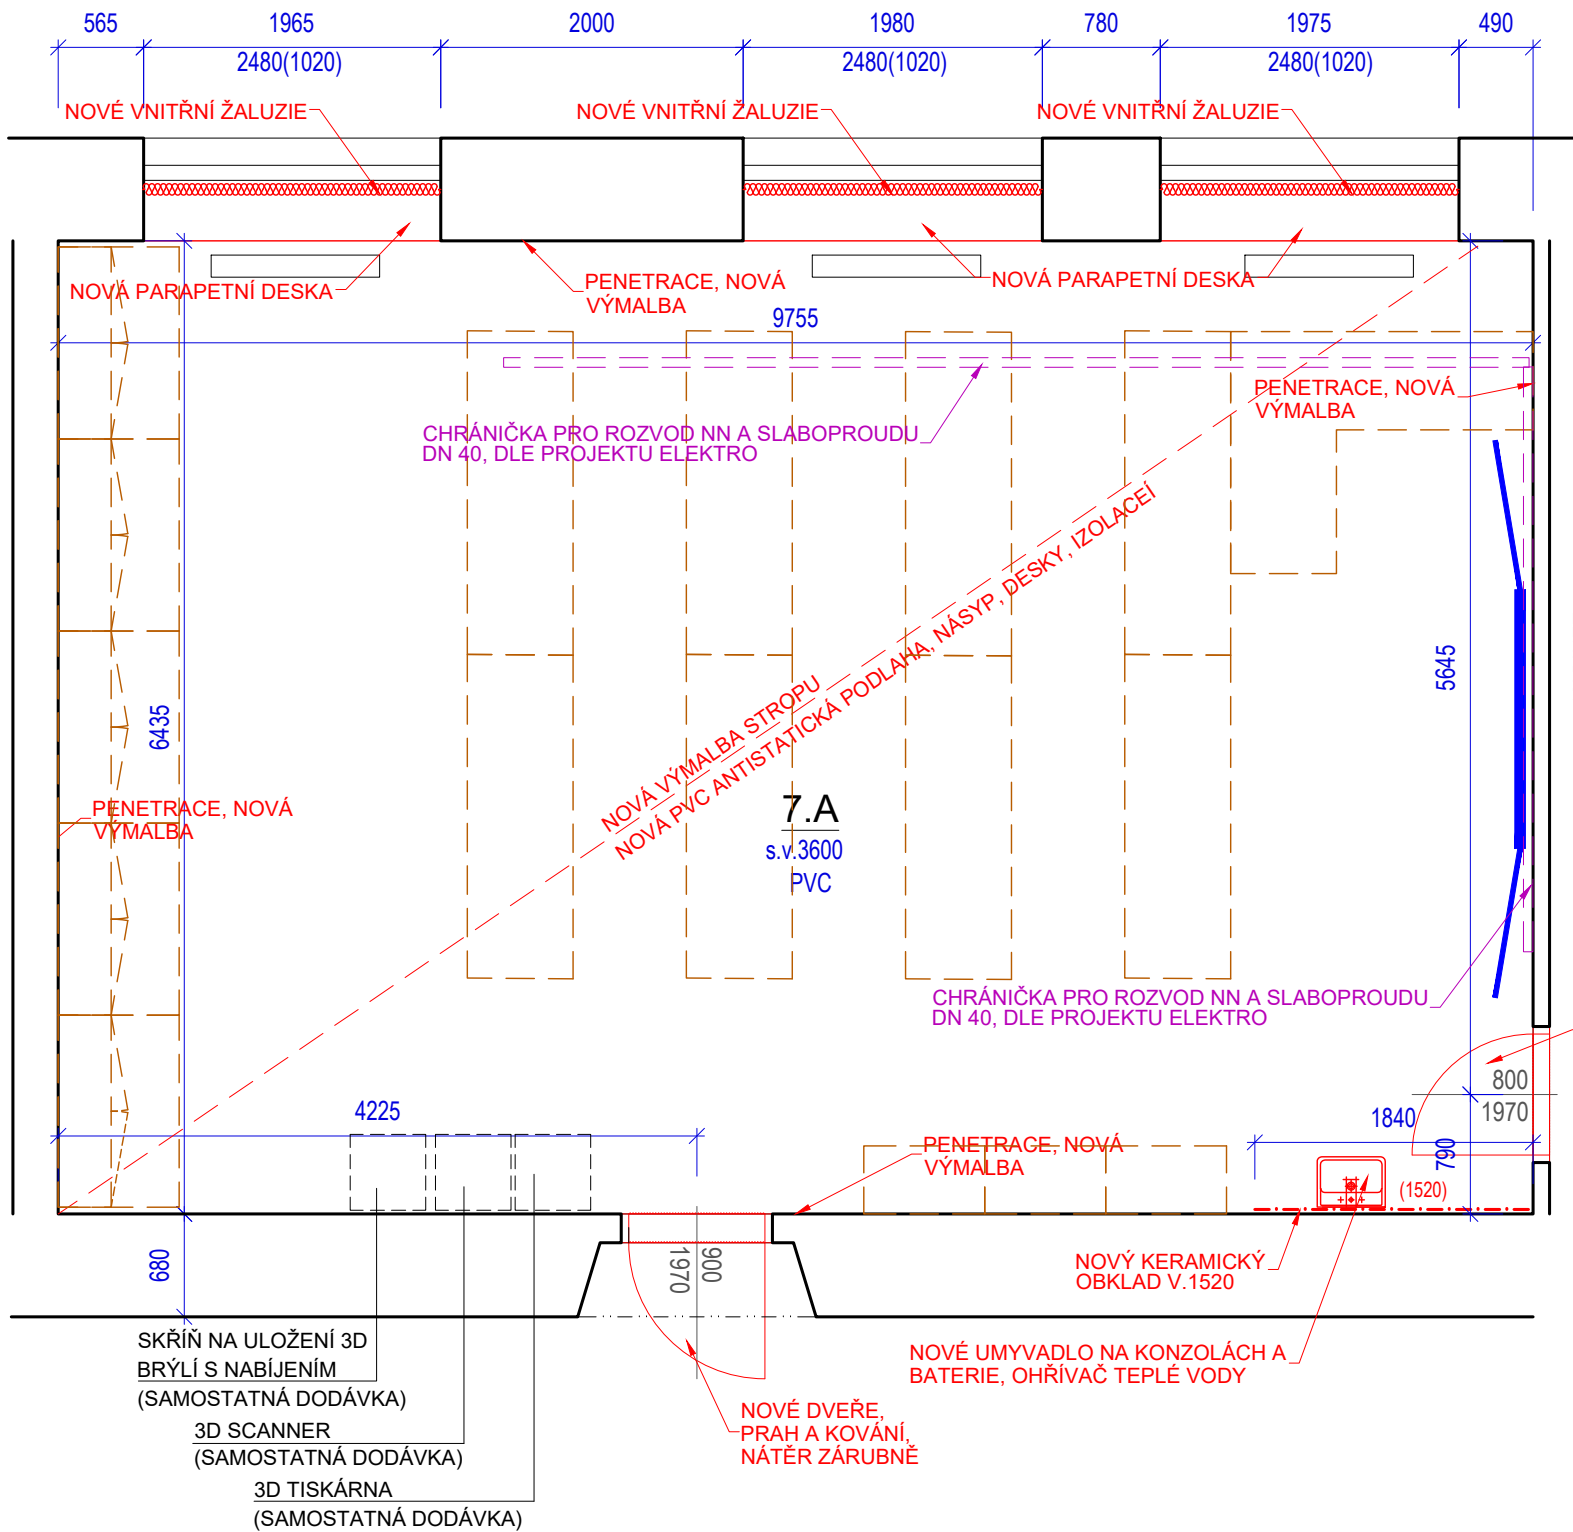 565
1965
2000
1980
780
1975
490
2480(1020)
2480(1020)
2480(1020)
NOVÉ VNITŘNÍ ŽALUZIE
NOVÉ VNITŘNÍ ŽALUZIE
NOVÉ VNITŘNÍ ŽALUZIE
NOVÁ PARAPETNÍ DESKA
PENETRACE, NOVÁ
VÝMALBA
NOVÁ PARAPETNÍ DESKA
9755
PENETRACE, NOVÁ
VÝMALBA
CHRÁNIČKA PRO ROZVOD NN A SLABOPROUDU
DN 40, DLE PROJEKTU ELEKTRO
NOVÁ VÝMALBA STROPU
NOVÁ PVC ANTISTATICKÁ PODLAHA, NÁSYP, DESKY, IZOLACEÍ
6435
5645
PENETRACE, NOVÁ
VÝMALBA
7.A
s.v.3600
PVC
CHRÁNIČKA PRO ROZVOD NN A SLABOPROUDU
DN 40, DLE PROJEKTU ELEKTRO
800
1970
4225
1840
790
PENETRACE, NOVÁ
VÝMALBA
(1520)
680
900
1970
NOVÝ KERAMICKÝ
OBKLAD V.1520
SKŘÍŇ NA ULOŽENÍ 3D
BRÝLÍ S NABÍJENÍM
(SAMOSTATNÁ DODÁVKA)
NOVÉ UMYVADLO NA KONZOLÁCH A
BATERIE, OHŘÍVAČ TEPLÉ VODY
NOVÉ DVEŘE,
PRAH A KOVÁNÍ,
NÁTĚR ZÁRUBNĚ
3D SCANNER
(SAMOSTATNÁ DODÁVKA)
3D TISKÁRNA
(SAMOSTATNÁ DODÁVKA)